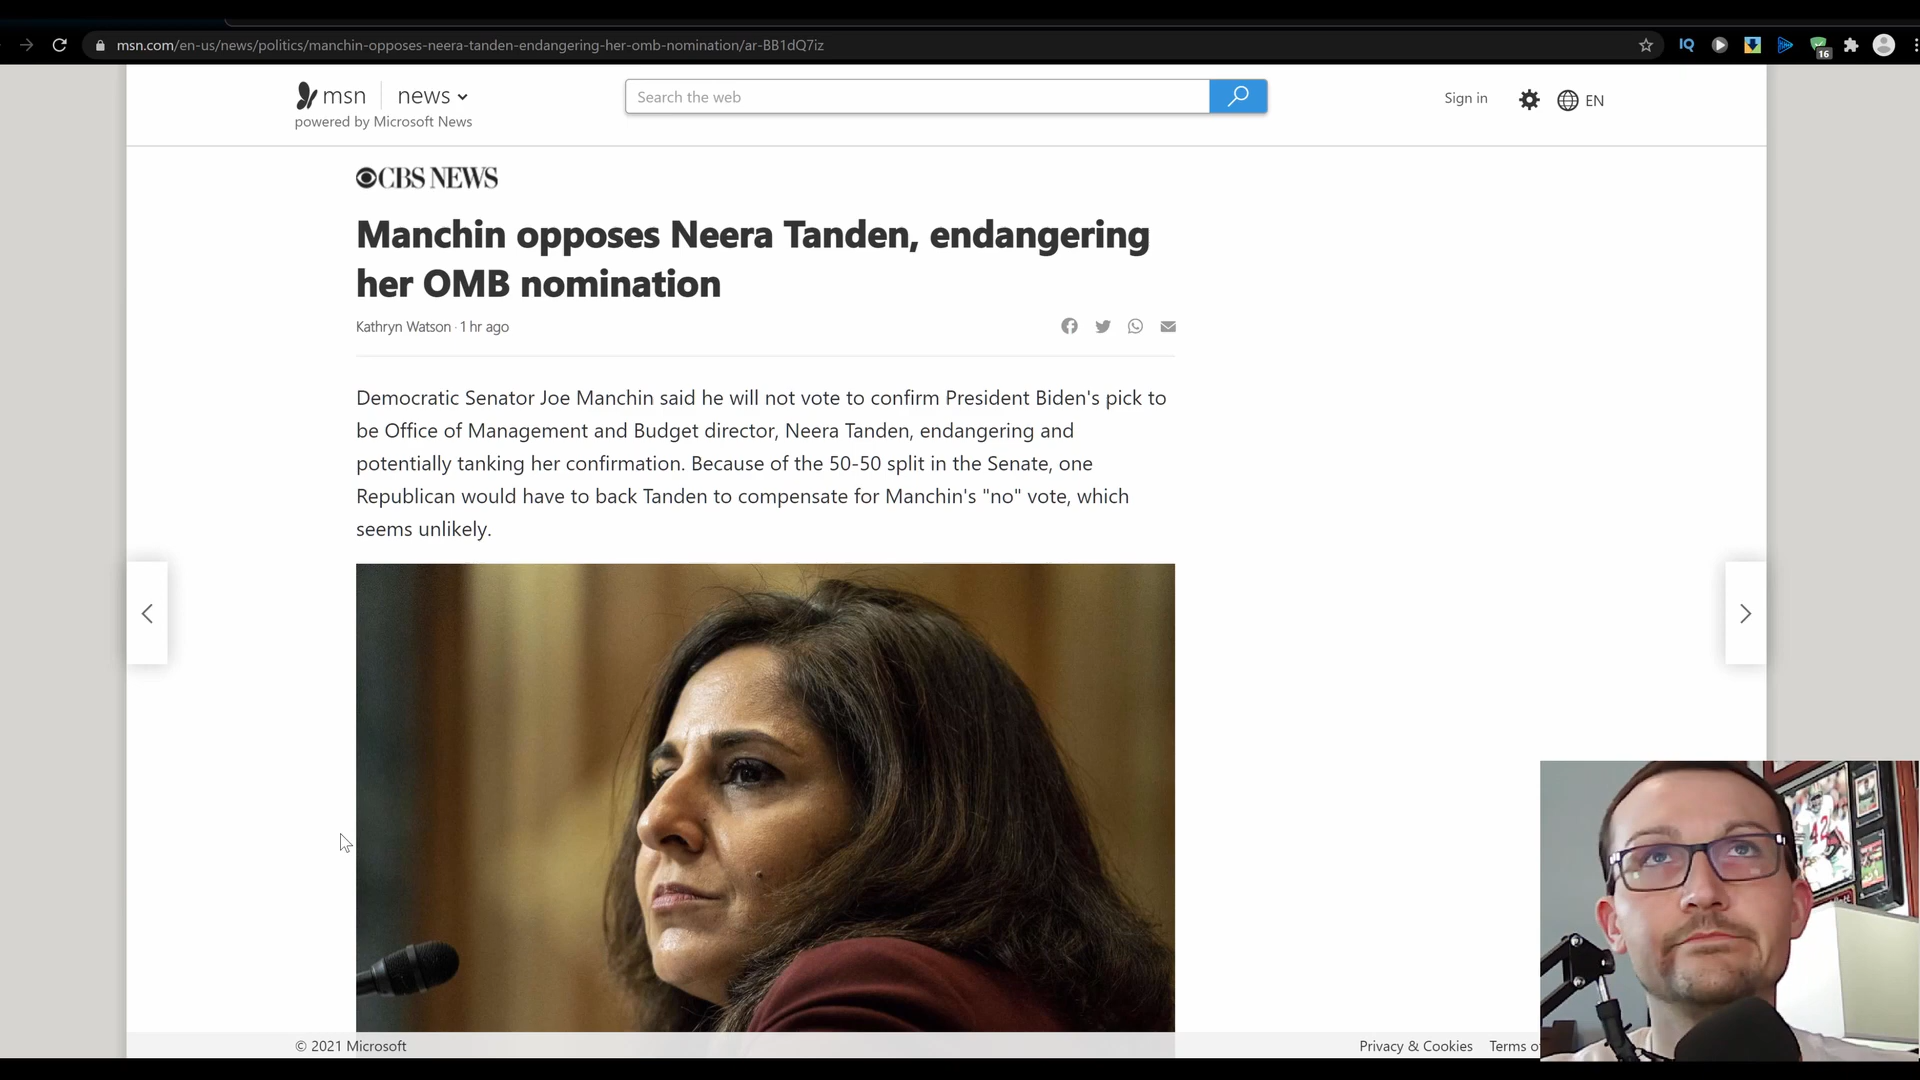 msn.com/en-us/news/politics/manchin-opposes-neera-tanden-endangering-her-omb-nomination/ar-BB1dQ7iz
IQ
16
msn news
powered by Microsoft News
Search the web
Sign in
EN
CBS NEWS
Manchin opposes Neera Tanden, endangering
her OMB nomination
Kathryn Watson · 1 hr ago
Democratic Senator Joe Manchin said he will not vote to confirm President Biden's pick to
be Office of Management and Budget director, Neera Tanden, endangering and
potentially tanking her confirmation. Because of the 50-50 split in the Senate, one
Republican would have to back Tanden to compensate for Manchin's "no" vote, which
seems unlikely.
42
© 2021 Microsoft
Privacy & Cookies
Terms o